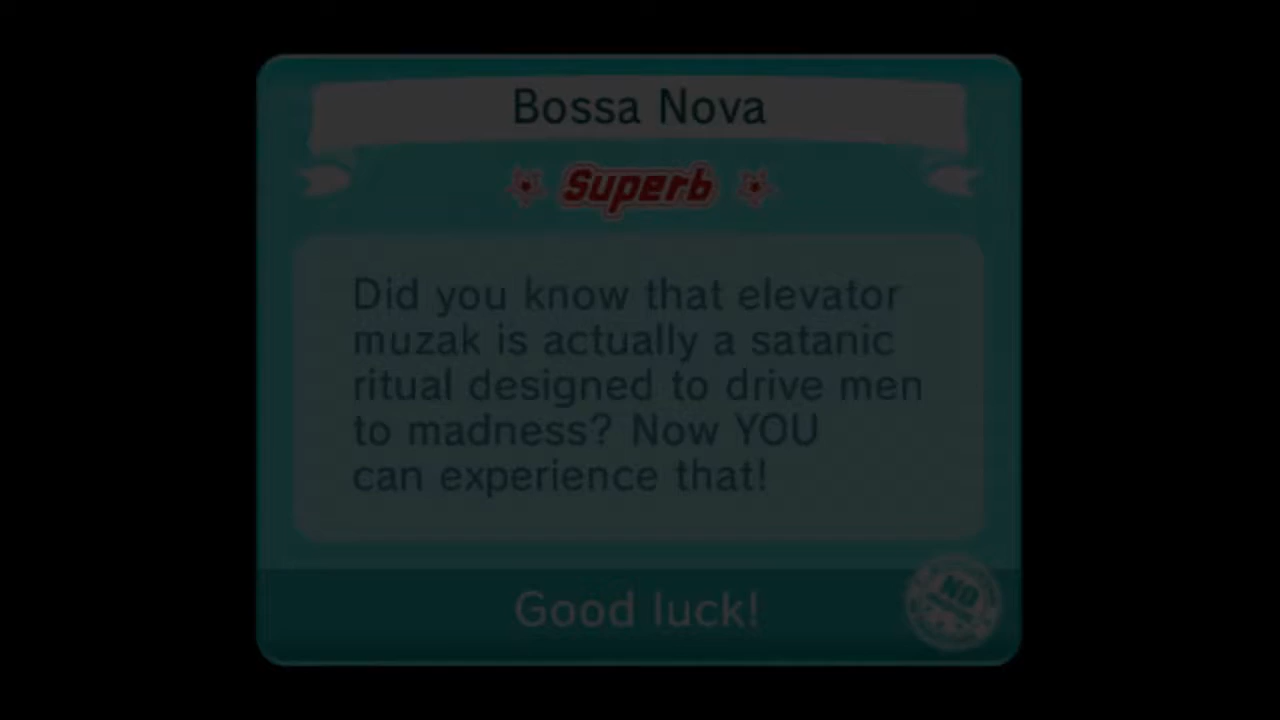 Bossa Nova
Superb
Did you know that elevator
muzak is actually a satanic
ritual designed to drive men
to madness? Now YOU
can experience that!
Good luck!
NO